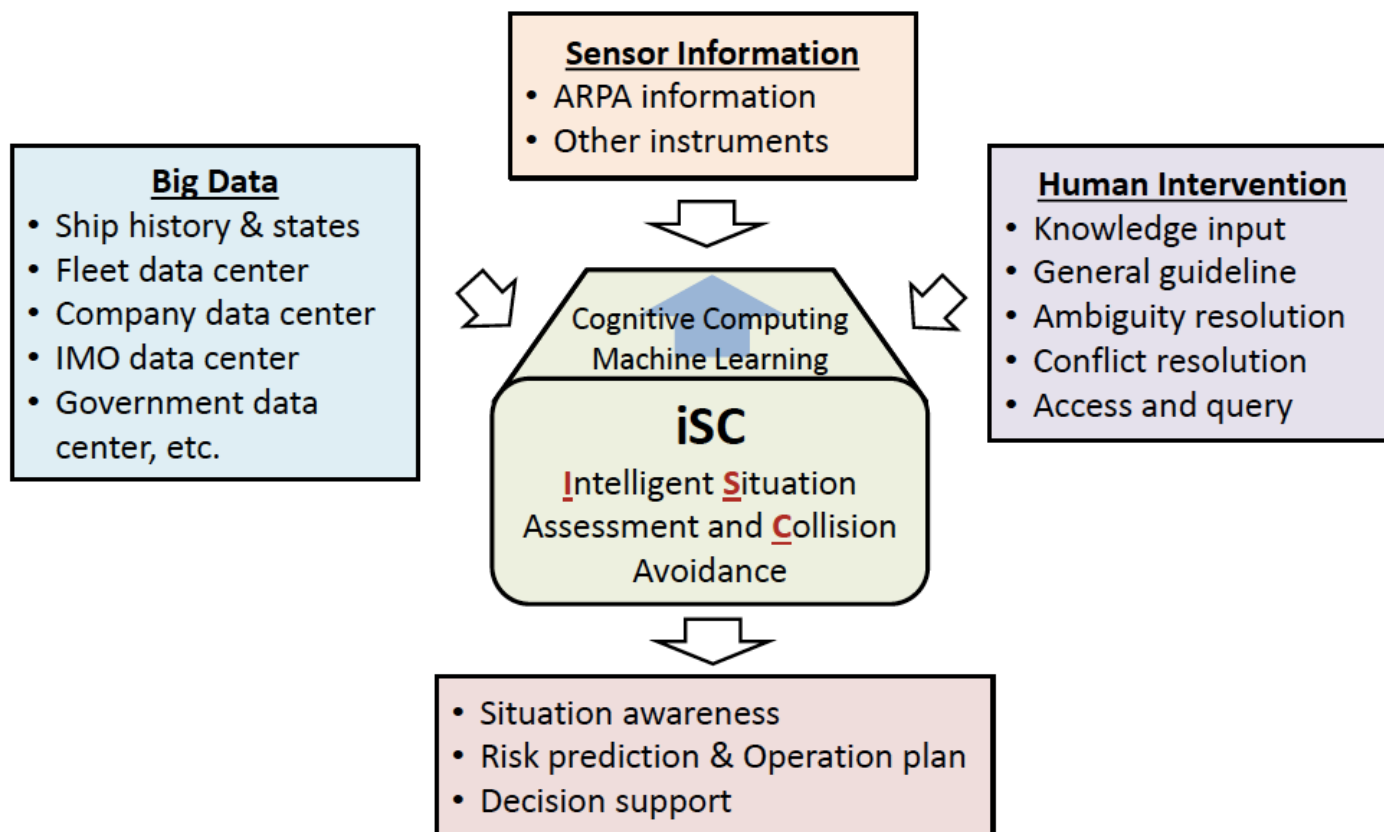 Sensor Information
• ARPA information
• Other instruments
Big Data
• Ship history & states
• Fleet data center
• Company data center
• IMO data center
• Government data
center, etc.
Human Intervention
• Knowledge input
• General guideline
• Ambiguity resolution
• Conflict resolution
• Access and query
Cognitive Computing
Machine Learning
iSC
Intelligent Situation
Assessment and Collision
Avoidance
• Situation awareness
• Risk prediction & Operation plan
• Decision support